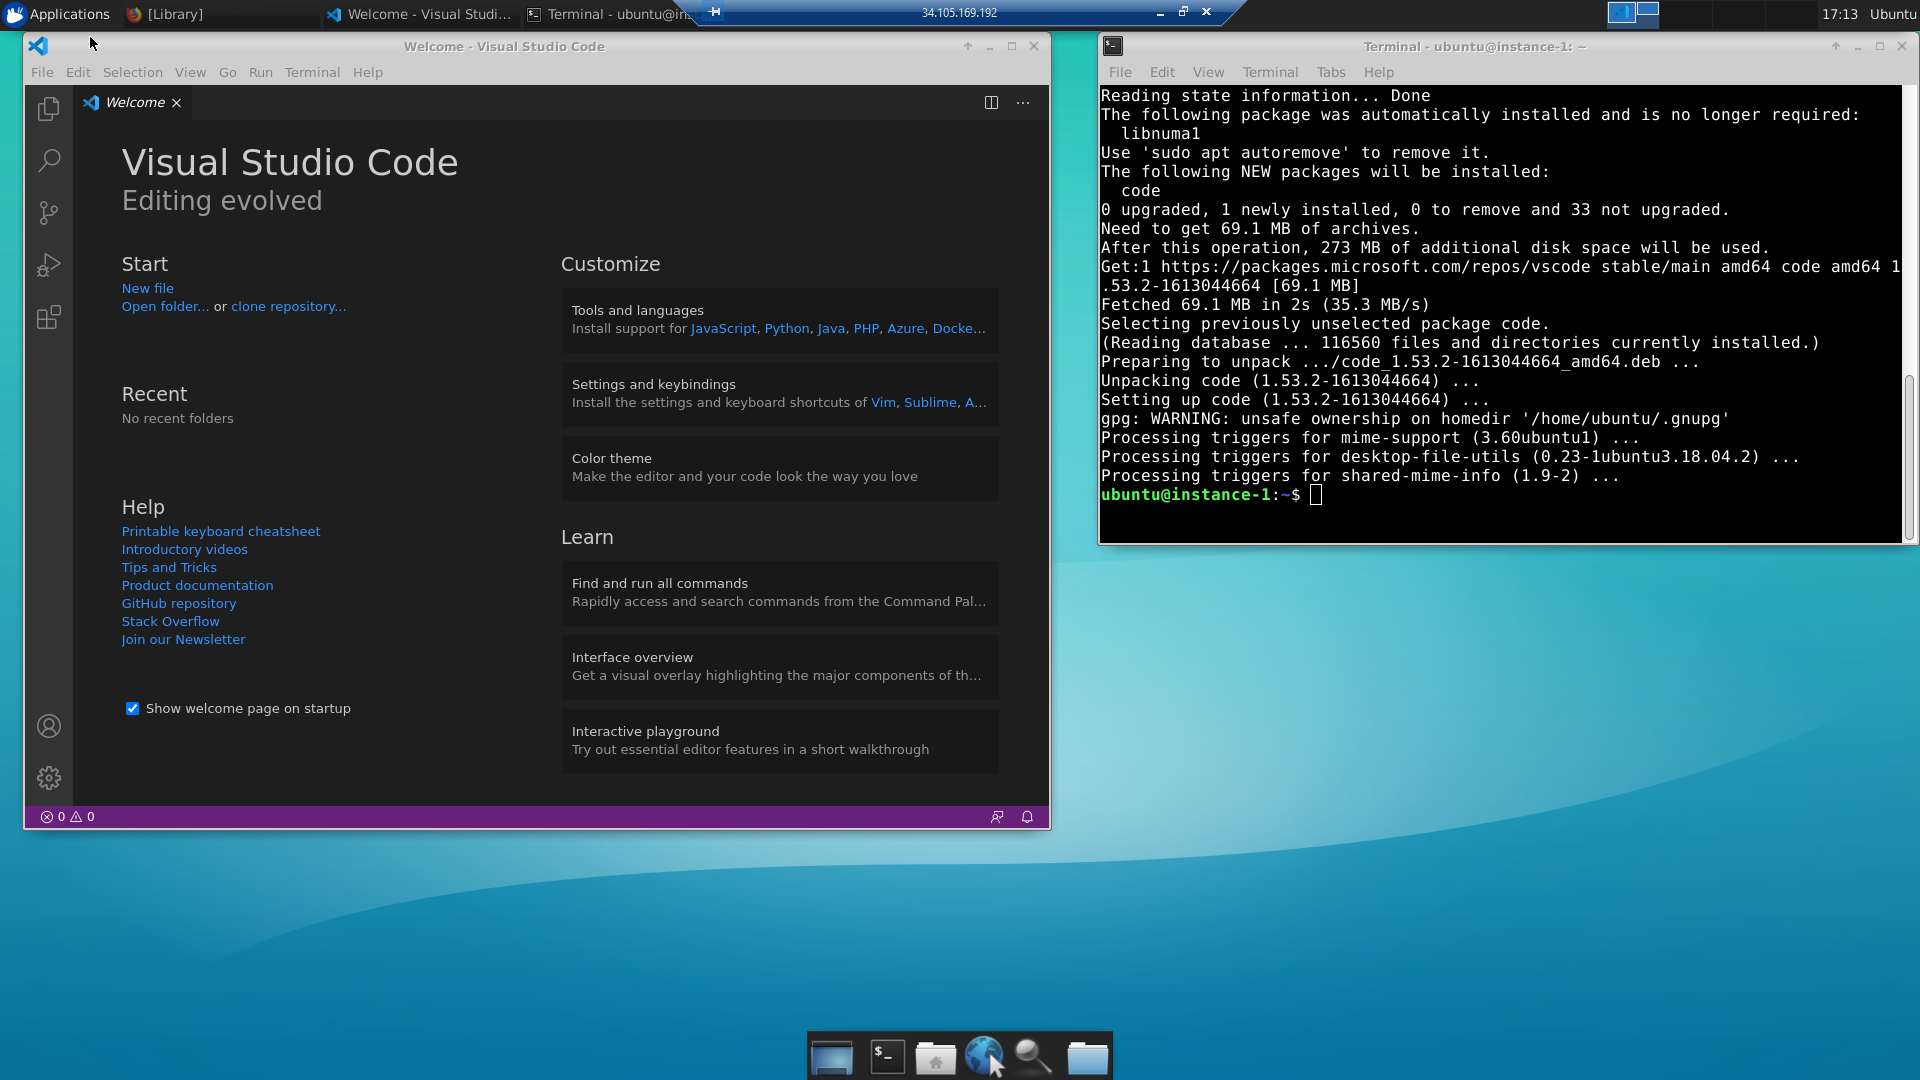 Applications
[Library]
Welcome - Visual Studi...
Terminal - ubuntu@in
34.105.169.192
17:13 Ubuntu
Welcome - Visual Studio Code
File Edit Selection View Go Run Terminal Help
Welcome
Visual Studio Code
Editing evolved
Start
New file
Open folder... or clone repository...
Recent
No recent folders
Help
Printable keyboard cheatsheet
Introductory videos
Tips and Tricks
Product documentation
GitHub repository
Stack Overflow
Join our Newsletter
Show welcome page on startup
Customize
Tools and languages
Install support for JavaScript, Python, Java, PHP, Azure, Docke...
Settings and keybindings
Install the settings and keyboard shortcuts of Vim, Sublime, A...
Color theme
Make the editor and your code look the way you love
Learn
Find and run all commands
Rapidly access and search commands from the Command Pal...
Interface overview
Get a visual overlay highlighting the major components of th...
Interactive playground
Try out essential editor features in a short walkthrough
0 0
Terminal - ubuntu@instance-1: ~
File Edit View Terminal Tabs Help
Reading state information... Done
The following package was automatically installed and is no longer required:
libnuma1
Use 'sudo apt autoremove' to remove it.
The following NEW packages will be installed:
code
0 upgraded, 1 newly installed, 0 to remove and 33 not upgraded.
Need to get 69.1 MB of archives.
After this operation, 273 MB of additional disk space will be used.
Get:1 https://packages.microsoft.com/repos/vscode stable/main amd64 code amd64 1
.53.2-1613044664 [69.1 MB]
Fetched 69.1 MB in 2s (35.3 MB/s)
Selecting previously unselected package code.
(Reading database ... 116560 files and directories currently installed.)
Preparing to unpack .../code_1.53.2-1613044664_amd64.deb ...
Unpacking code (1.53.2-1613044664) ...
Setting up code (1.53.2-1613044664) ...
gpg: WARNING: unsafe ownership on homedir '/home/ubuntu/.gnupg'
Processing triggers for mime-support (3.60ubuntu1) ...
Processing triggers for desktop-file-utils (0.23-1ubuntu3.18.04.2) ...
Processing triggers for shared-mime-info (1.9-2) ...
ubuntu@instance-1:~$
$_